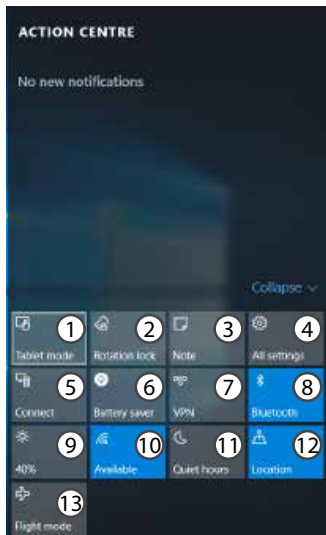 ACTION CENTRE
No new notifications
Collapse
1 2 3 4
Tablet mode Rotation lock Note All settings
5 6 7 8
Connect Battery saver VPN Bluetooth
9 10 11 12
40% Available Quiet hours Location
13
Flight mode